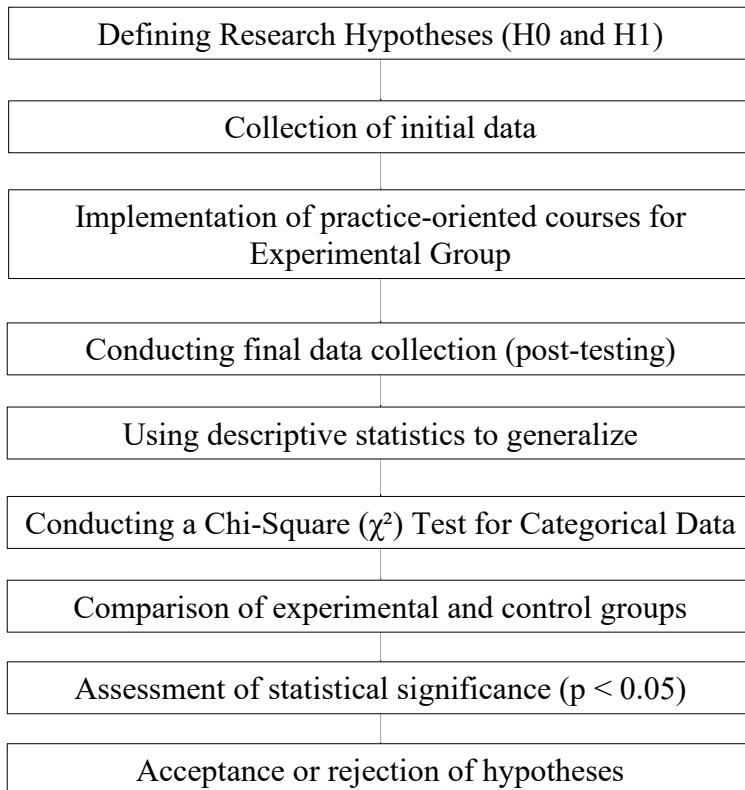 Defining Research Hypotheses (H0 and H1)
Collection of initial data
Implementation of practice-oriented courses for
Experimental Group
Conducting final data collection (post-testing)
Using descriptive statistics to generalize
Conducting a Chi-Square (χ²) Test for Categorical Data
Comparison of experimental and control groups
Assessment of statistical significance (p < 0.05)
Acceptance or rejection of hypotheses